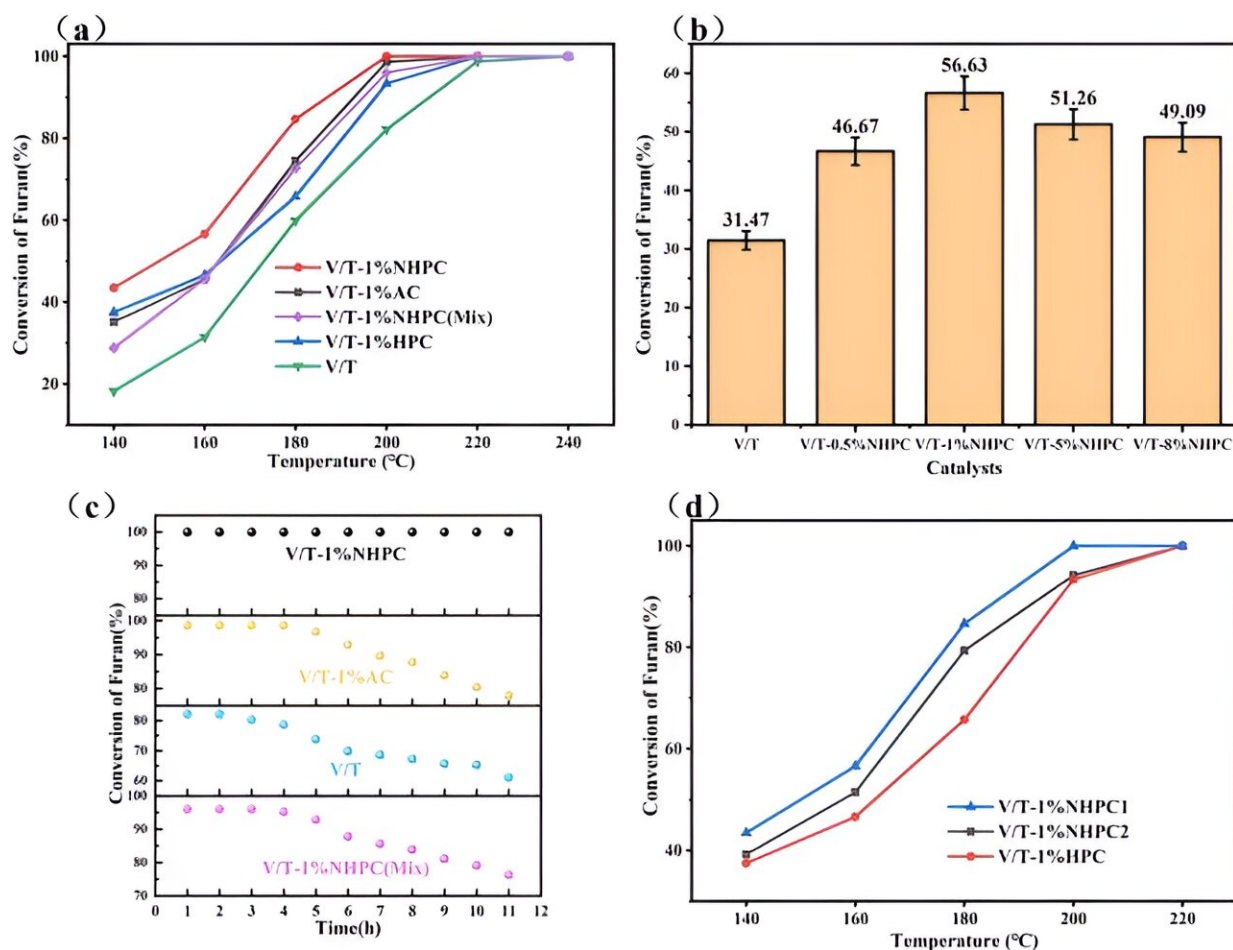 (a)
Conversion of Furan(%)
100
80
60
40
20
V/T-1%NHPC
V/T-1%AC
V/T-1%NHPC(Mix)
V/T-1%HPC
V/T
140 160 180 200 220 240
Temperature (°C)
(b)
Conversion of Furan(%)
60
50
40
30
20
10
0
31.47
46.67
56.63
51.26
49.09
V/T V/T-0.5%NHPC V/T-1%NHPC V/T-5%NHPC V/T-8%NHPC
Catalysts
(c)
Conversion of Furan(%)
100
90
80
V/T-1%NHPC
100
90
80
V/T-1%AC
80
70
60
V/T
100
90
80
70
V/T-1%NHPC(Mix)
0 1 2 3 4 5 6 7 8 9 10 11 12
Time(h)
(d)
Conversion of Furan(%)
100
80
60
40
V/T-1%NHPC1
V/T-1%NHPC2
V/T-1%HPC
140 160 180 200 220
Temperature (°C)